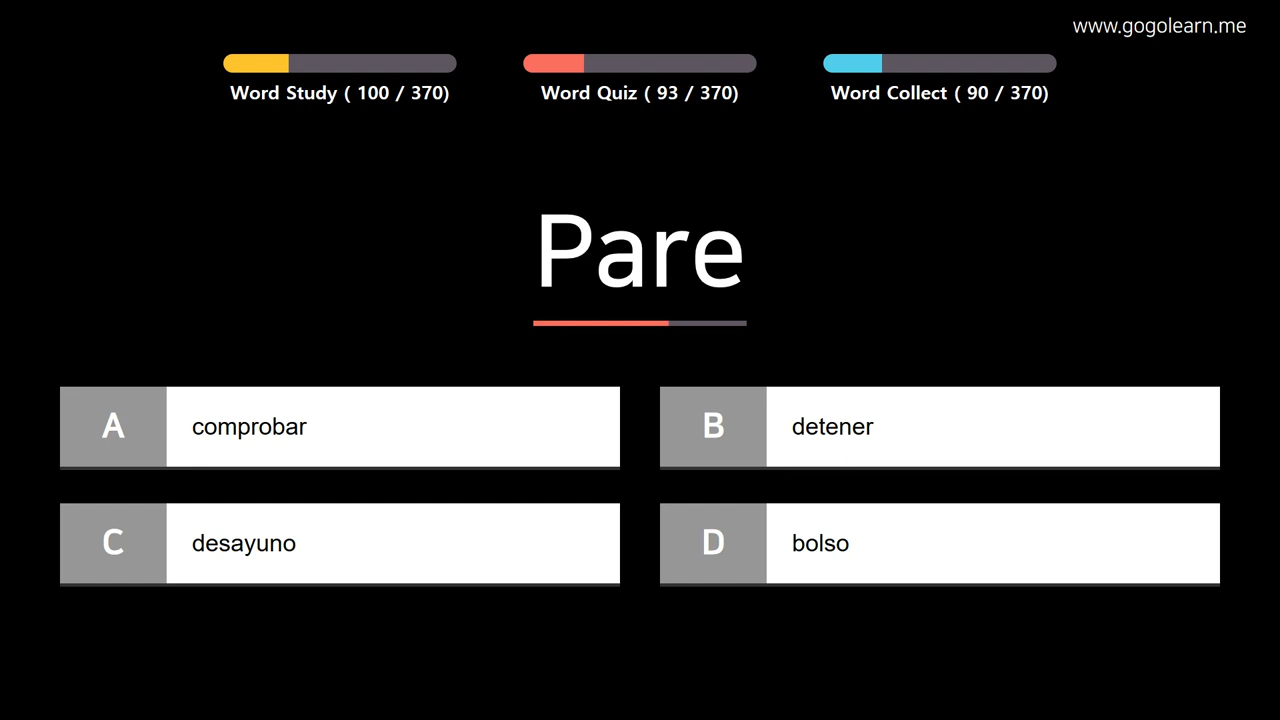 www.gogolearn.me
Word Study ( 100 / 370)
Word Quiz ( 93 / 370)
Word Collect ( 90 / 370)
Pare
A comprobar
B detener
C desayuno
D bolso